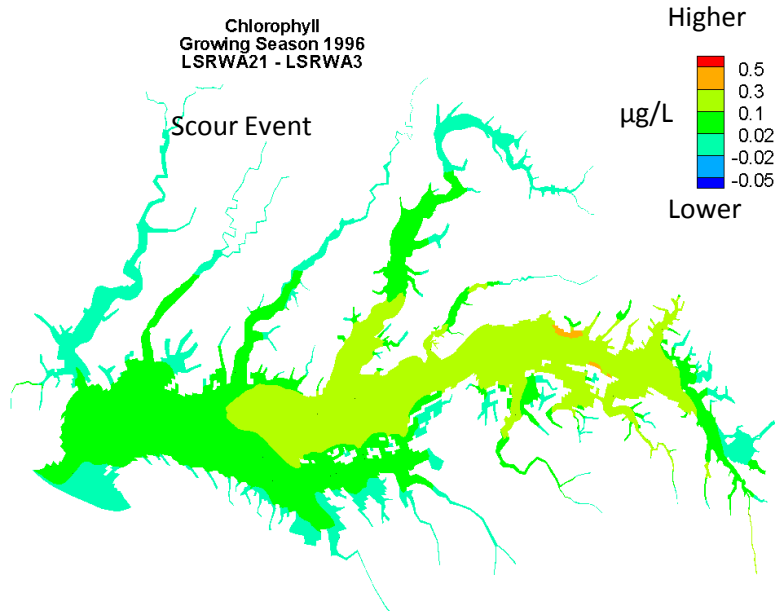 Chlorophyll
Growing Season 1996
LSRWA21 - LSRWA3
Scour Event
Higher
µg/L
0.5
0.3
0.1
0.02
-0.02
-0.05
Lower